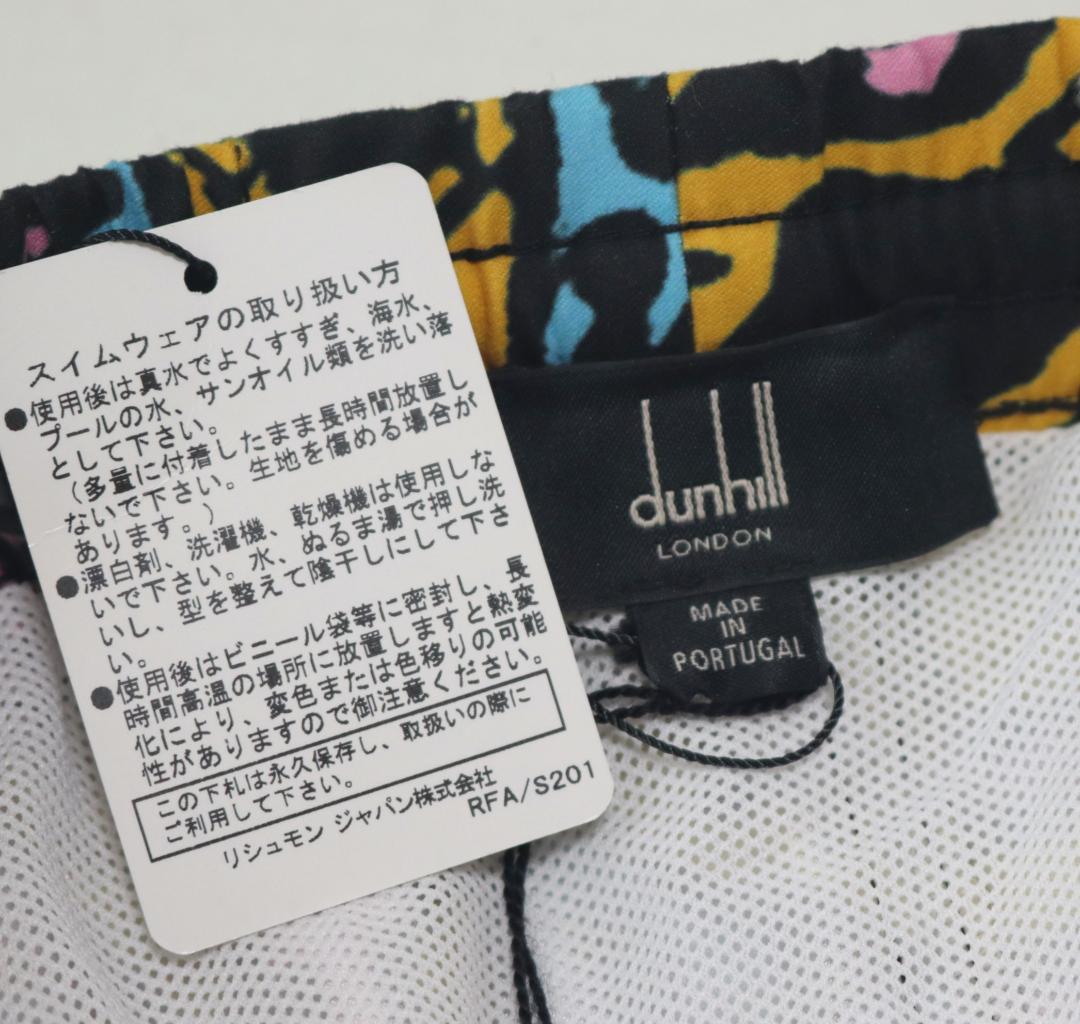 スイムウェアの取り扱い方
●使用後は真水でよくすすぎ、海水、
プールの水、サンオイル類を洗い落
として下さい。
(多量に付着したまま長時間放置し
ないで下さい。生地を傷める場合が
あります。)
●漂白剤、洗濯機、乾燥機は使用しな
いで下さい。水、ぬるま湯で押し洗
いし、型を整えて陰干しにして下さ
い。
●使用後はビニール袋等に密封し、長
時間高温の場所に放置しますと熱変
化により、変色または色移りの可能
性がありますので御注意ください。
この下札は永久保存し、取扱いの際に
ご利用して下さい。
リシュモン ジャパン株式会社
RFA/S201
dunhill
LONDON
MADE
IN
PORTUGAL